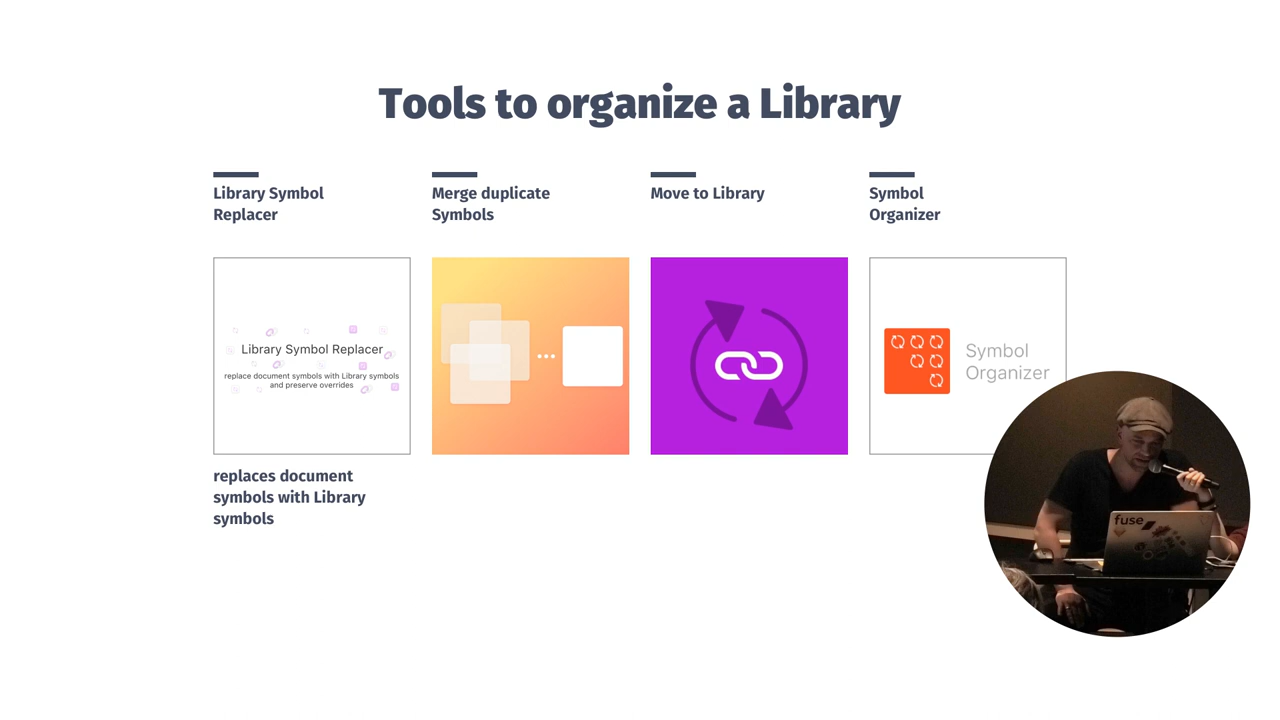 Tools to organize a Library
Library Symbol
Replacer
Merge duplicate
Symbols
Move to Library
Symbol
Organizer
Library Symbol Replacer
replace document symbols with Library symbols
and preserve overrides
Symbol
Organizer
replaces document
symbols with Library
symbols
fuse